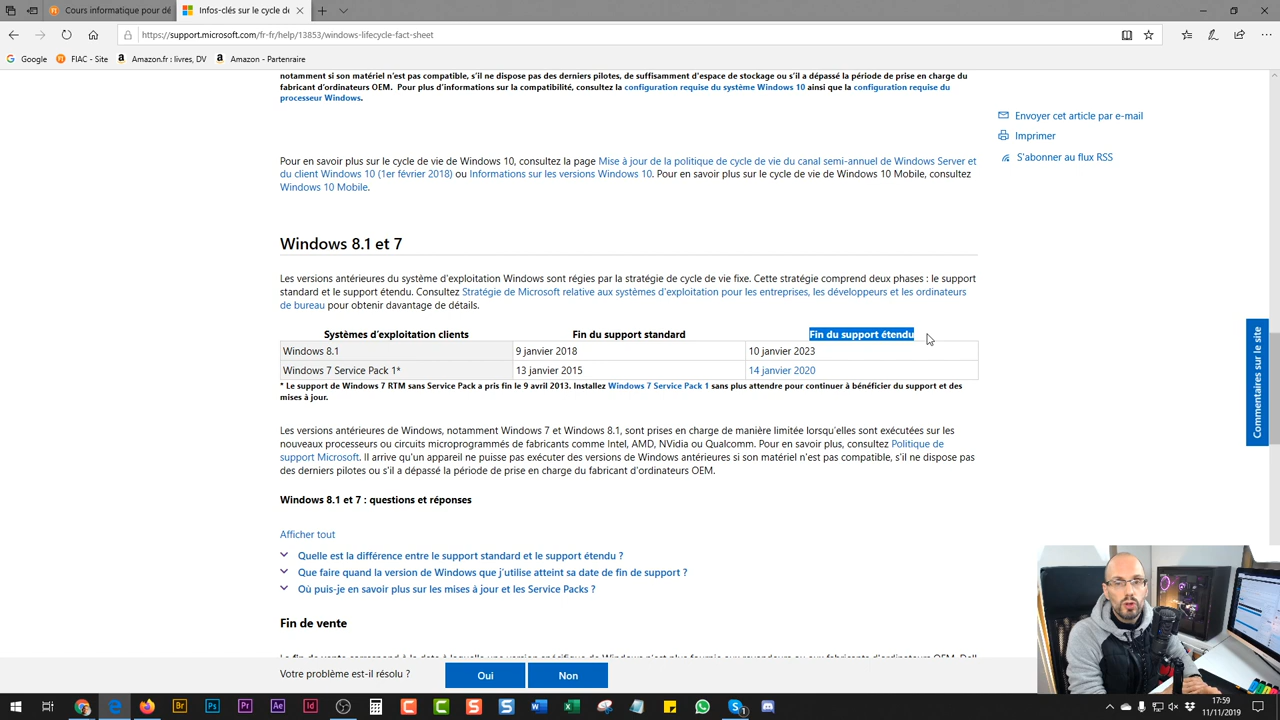 Cours informatique pour dé
Infos-clés sur le cycle de
https://support.microsoft.com/fr-fr/help/13853/windows-lifecycle-fact-sheet
Google FIAC - Site Amazon.fr : livres, DV Amazon - Partenraire
notamment si son matériel n'est pas compatible, s'il ne dispose pas des derniers pilotes, de suffisamment d'espace de stockage ou s'il a dépassé la période de prise en charge du
fabricant d'ordinateurs OEM. Pour plus d'informations sur la compatibilité, consultez la configuration requise du système Windows 10 ainsi que la configuration requise du
processeur Windows.
Envoyer cet article par e-mail
Imprimer
S'abonner au flux RSS
Pour en savoir plus sur le cycle de vie de Windows 10, consultez la page Mise à jour de la politique de cycle de vie du canal semi-annuel de Windows Server et
du client Windows 10 (1er février 2018) ou Informations sur les versions Windows 10. Pour en savoir plus sur le cycle de vie de Windows 10 Mobile, consultez
Windows 10 Mobile.
Windows 8.1 et 7
Les versions antérieures du système d'exploitation Windows sont régies par la stratégie de cycle de vie fixe. Cette stratégie comprend deux phases : le support
standard et le support étendu. Consultez Stratégie de Microsoft relative aux systèmes d'exploitation pour les entreprises, les développeurs et les ordinateurs
de bureau pour obtenir davantage de détails.
Systèmes d'exploitation clients Fin du support standard Fin du support étendu
Windows 8.1 9 janvier 2018 10 janvier 2023
Windows 7 Service Pack 1* 13 janvier 2015 14 janvier 2020
* Le support de Windows 7 RTM sans Service Pack a pris fin le 9 avril 2013. Installez Windows 7 Service Pack 1 sans plus attendre pour continuer à bénéficier du support et des
mises à jour.
Les versions antérieures de Windows, notamment Windows 7 et Windows 8.1, sont prises en charge de manière limitée lorsqu'elles sont exécutées sur les
nouveaux processeurs ou circuits microprogrammés de fabricants comme Intel, AMD, NVidia ou Qualcomm. Pour en savoir plus, consultez Politique de
support Microsoft. Il arrive qu'un appareil ne puisse pas exécuter des versions de Windows antérieures si son matériel n'est pas compatible, s'il ne dispose pas
des derniers pilotes ou s'il a dépassé la période de prise en charge du fabricant d'ordinateurs OEM.
Windows 8.1 et 7 : questions et réponses
Afficher tout
Quelle est la différence entre le support standard et le support étendu ?
Que faire quand la version de Windows que j'utilise atteint sa date de fin de support ?
Où puis-je en savoir plus sur les mises à jour et les Service Packs ?
Fin de vente
Commentaires sur le site
Votre problème est-il résolu ? Oui Non
17:59
11/11/2019